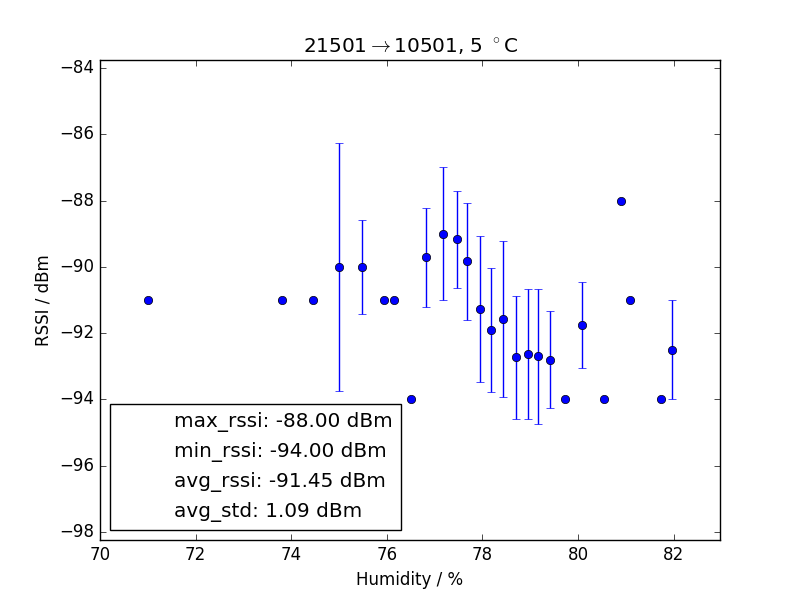 21501→10501, 5 °C
RSSI / dBm
−84
−86
−88
−90
−92
−94
−96
−98
max_rssi: -88.00 dBm
min_rssi: -94.00 dBm
avg_rssi: -91.45 dBm
avg_std: 1.09 dBm
70 72 74 76 78 80 82
Humidity / %